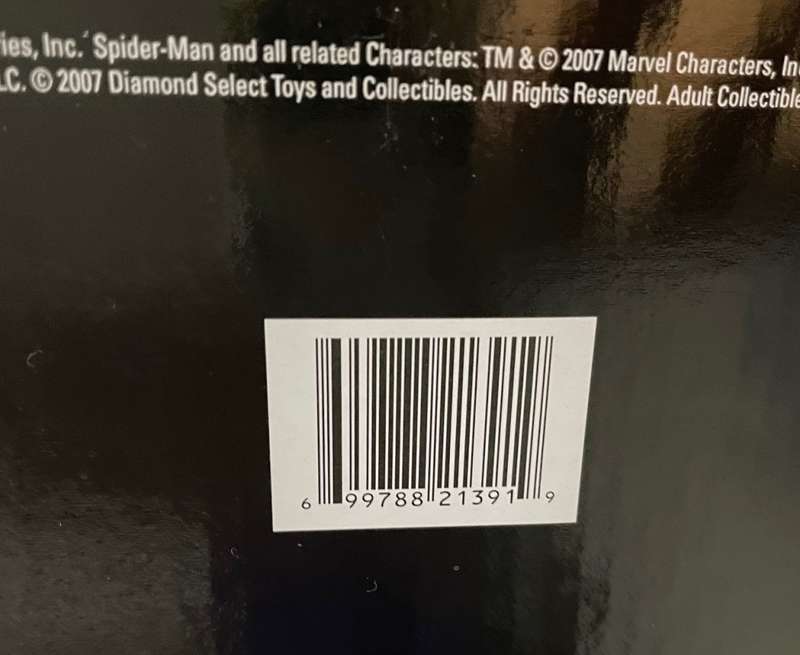 ies, Inc. Spider-Man and all related Characters: TM & © 2007 Marvel Characters, In
LC. © 2007 Diamond Select Toys and Collectibles. All Rights Reserved. Adult Collectible
6 99788 21391 9